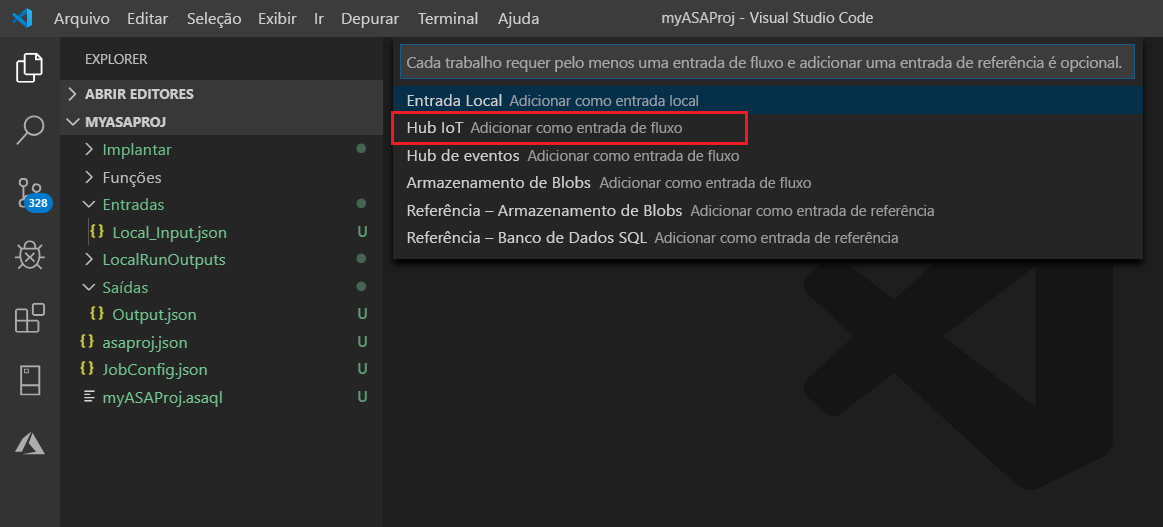 Arquivo Editar Seleção Exibir Ir Depurar Terminal Ajuda myASAProj - Visual Studio Code
EXPLORER
ABRIR EDITORES
MYASAPROJ
Implantar
Funções
Entradas
{} Local_Input.json U
LocalRunOutputs
Saídas
{} Output.json U
{} asaproj.json U
{} JobConfig.json U
myASAProj.asaql U
328
Cada trabalho requer pelo menos uma entrada de fluxo e adicionar uma entrada de referência é opcional.
Entrada Local Adicionar como entrada local
Hub IoT Adicionar como entrada de fluxo
Hub de eventos Adicionar como entrada de fluxo
Armazenamento de Blobs Adicionar como entrada de fluxo
Referência – Armazenamento de Blobs Adicionar como entrada de referência
Referência – Banco de Dados SQL Adicionar como entrada de referência